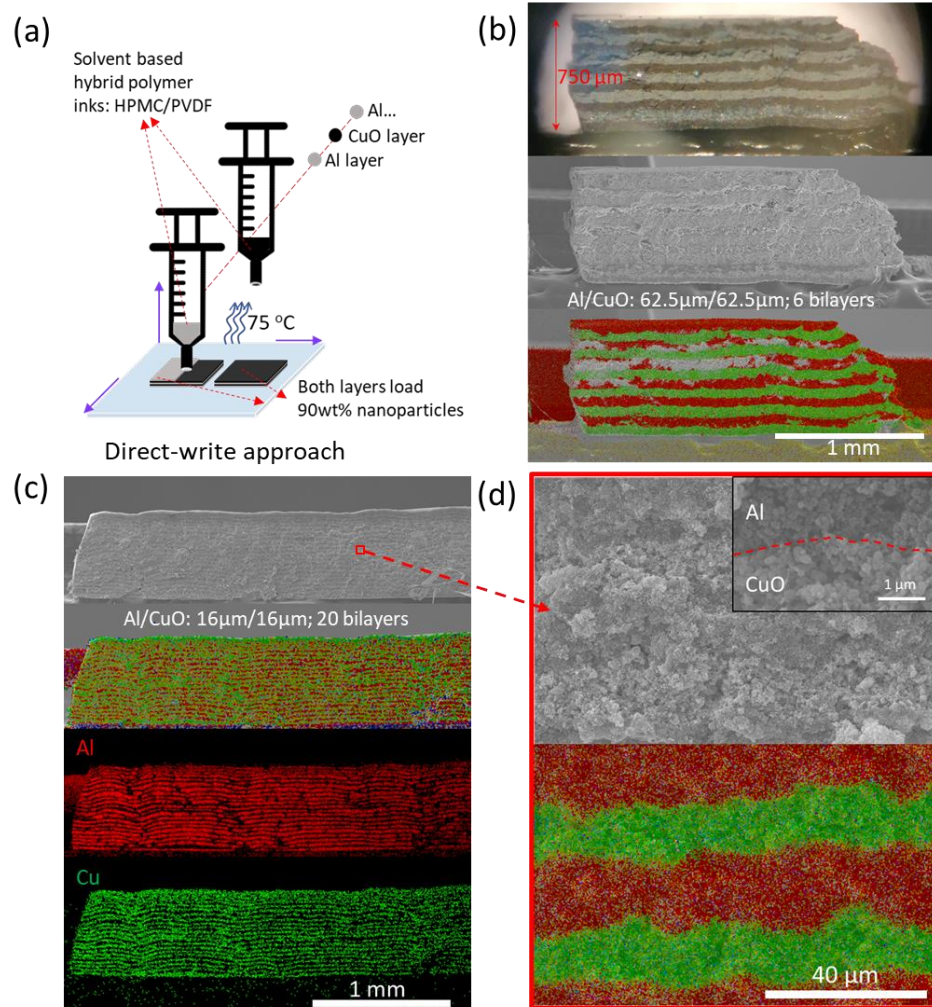 (a)
Solvent based
hybrid polymer
inks: HPMC/PVDF
Al...
CuO layer
Al layer
75 °C
Both layers load
90wt% nanoparticles
Direct-write approach
(b)
750 μm
Al/CuO: 62.5μm/62.5μm; 6 bilayers
1 mm
(c)
Al/CuO: 16μm/16μm; 20 bilayers
Al
Cu
1 mm
(d)
Al
CuO
1 μm
40 μm